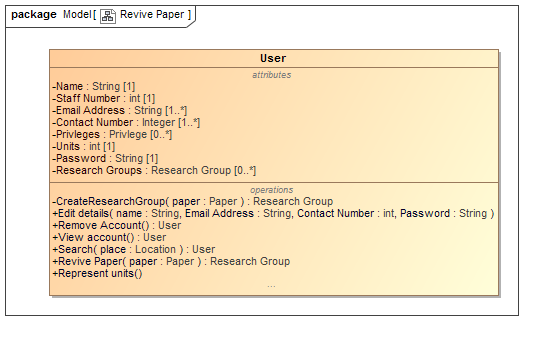 package Model[ Revive Paper ]
User
attributes
-Name : String [1]
-Staff Number : int [1]
-Email Address : String [1..*]
-Contact Number : Integer [1..*]
-Privleges : Privlege [0..*]
-Units : int [1]
-Password : String [1]
-Research Groups : Research Group [0..*]
operations
-CreateResearchGroup( paper : Paper ) : Research Group
+Edit details( name : String, Email Address : String, Contact Number : int, Password : String )
+Remove Account() : User
+View account() : User
+Search( place : Location ) : User
+Revive Paper( paper : Paper ) : Research Group
+Represent units()
...